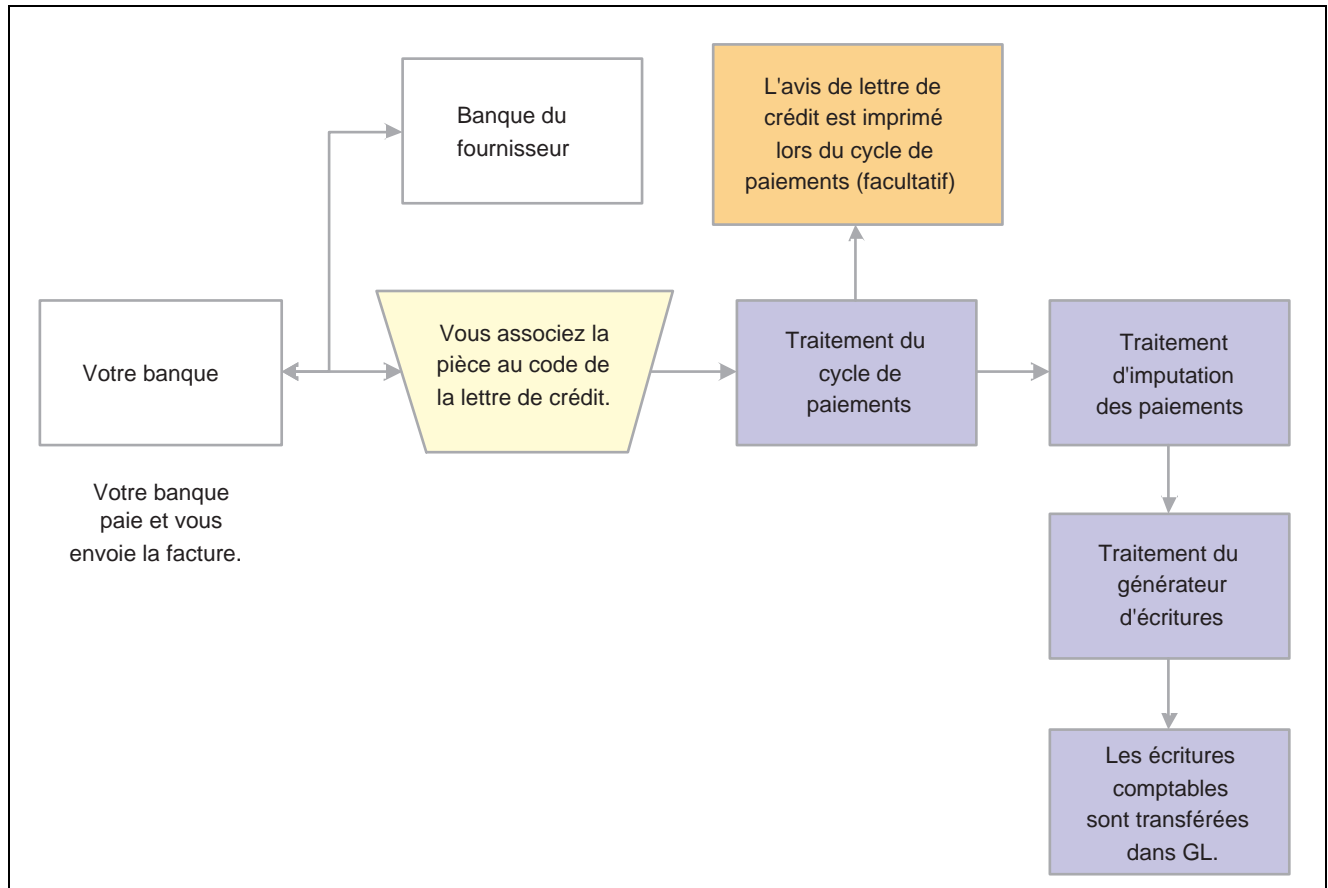 Banque du
fournisseur
L'avis de lettre de
crédit est imprimé
lors du cycle de
paiements (facultatif)
Votre banque
Vous associez la
pièce au code de
la lettre de crédit.
Traitement du
cycle de
paiements
Traitement
d'imputation
des paiements
Votre banque
paie et vous
envoie la facture.
Traitement du
générateur
d'écritures
Les écritures
comptables
sont transférées
dans GL.